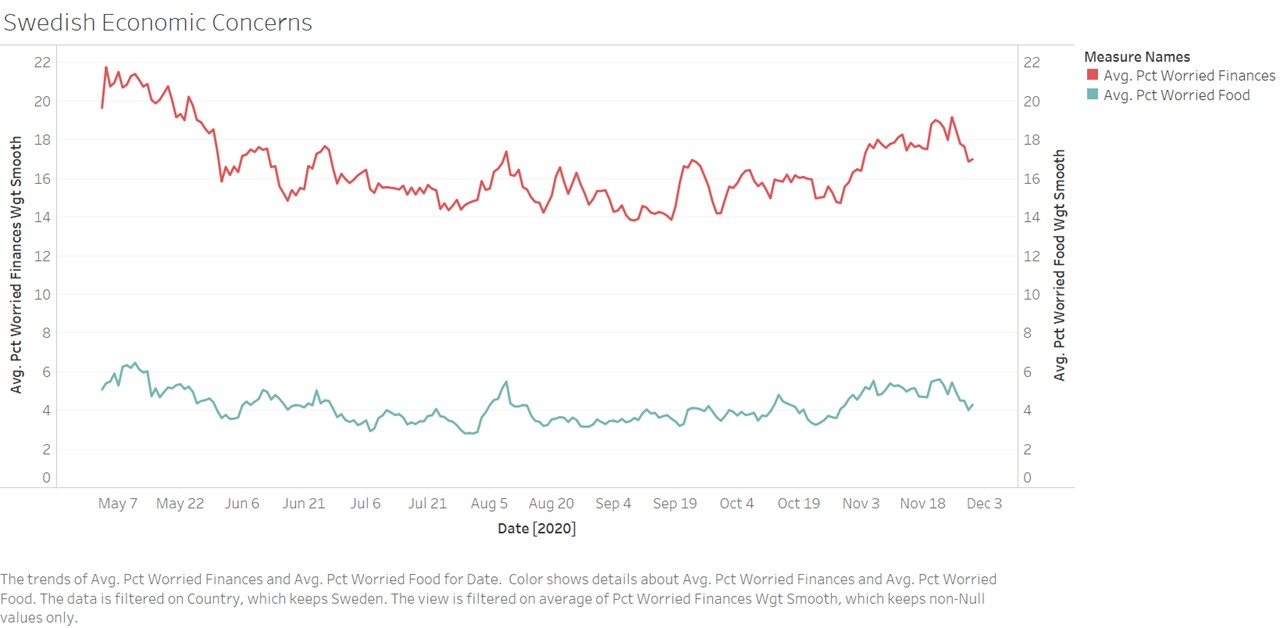 Swedish Economic Concerns
Avg. Pct Worried Finances Wgt Smooth
22
20
18
16
14
12
10
8
6
4
2
0
May 7
May 22
Jun 6
Jun 21
Jul 6
Jul 21
Aug 5
Aug 20
Sep 4
Sep 19
Oct 4
Oct 19
Nov 3
Nov 18
Dec 3
Date [2020]
22
20
18
16
14
12
10
8
6
4
2
0
Avg. Pct Worried Food Wgt Smooth
Measure Names
Avg. Pct Worried Finances
Avg. Pct Worried Food
The trends of Avg. Pct Worried Finances and Avg. Pct Worried Food for Date.  Color shows details about Avg. Pct Worried Finances and Avg. Pct Worried
Food. The data is filtered on Country, which keeps Sweden. The view is filtered on average of Pct Worried Finances Wgt Smooth, which keeps non-Null
values only.